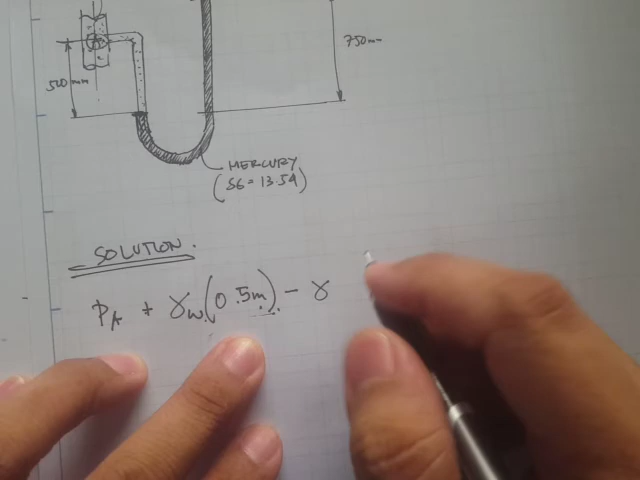 750mm
500mm
MERCURY
(SG = 13.54)
SOLUTION.
PA + γw(0.5m) - γ